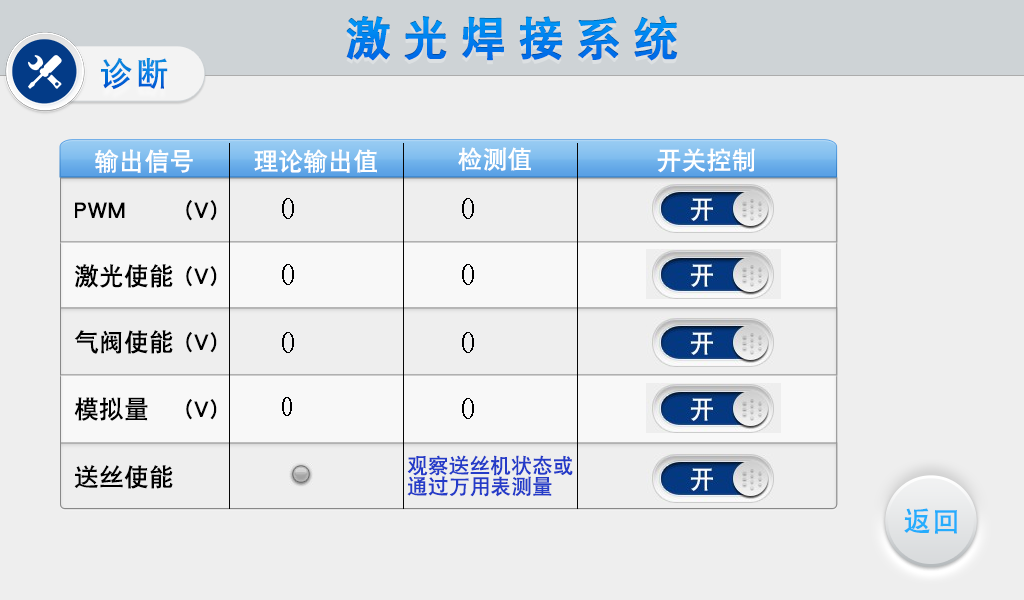 激光焊接系统
诊断
输出信号 理论输出值 检测值 开关控制
PWM (V) 0 0 开
激光使能 (V) 0 0 开
气阀使能 (V) 0 0 开
模拟量 (V) 0 0 开
送丝使能 观察送丝机状态或 开
通过万用表测量
返回